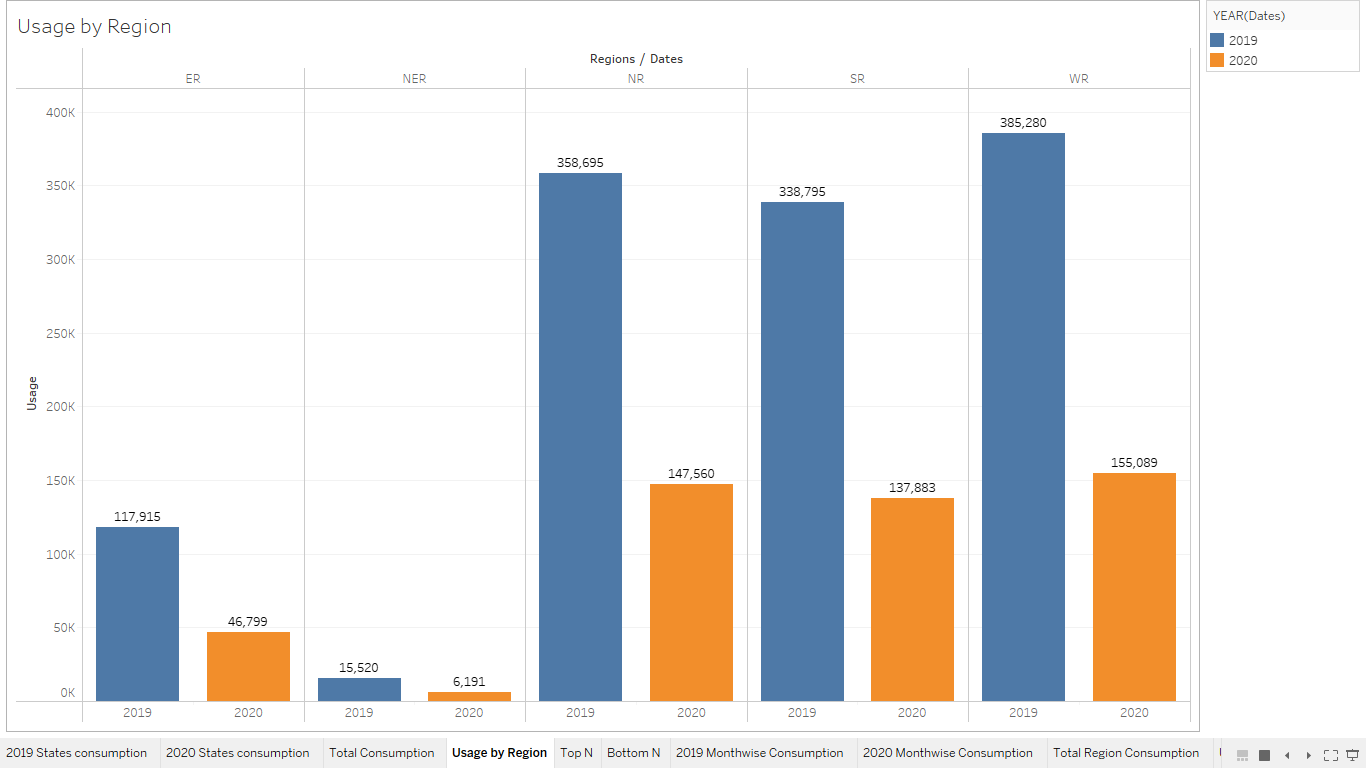 Usage by Region
YEAR(Dates)
2019
2020
Regions / Dates
ER NER NR SR WR
400K
350K
300K
250K
200K
150K
100K
50K
0K
Usage
117,915
46,799
15,520
6,191
358,695
147,560
338,795
137,883
385,280
155,089
2019 2020 2019 2020 2019 2020 2019 2020 2019 2020
2019 States consumption 2020 States consumption Total Consumption Usage by Region Top N Bottom N 2019 Monthwise Consumption 2020 Monthwise Consumption Total Region Consumption